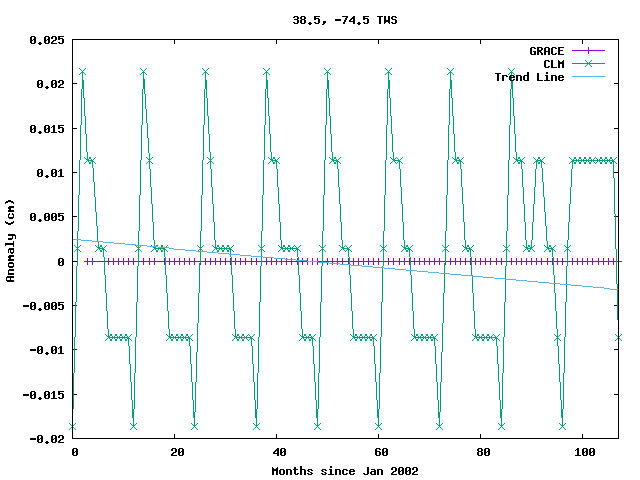 38.5, -74.5 TWS
GRACE
CLM
Trend Line
0.025
0.02
0.015
0.01
0.005
0
-0.005
-0.01
-0.015
-0.02
Anomaly (cm)
0 20 40 60 80 100
Months since Jan 2002